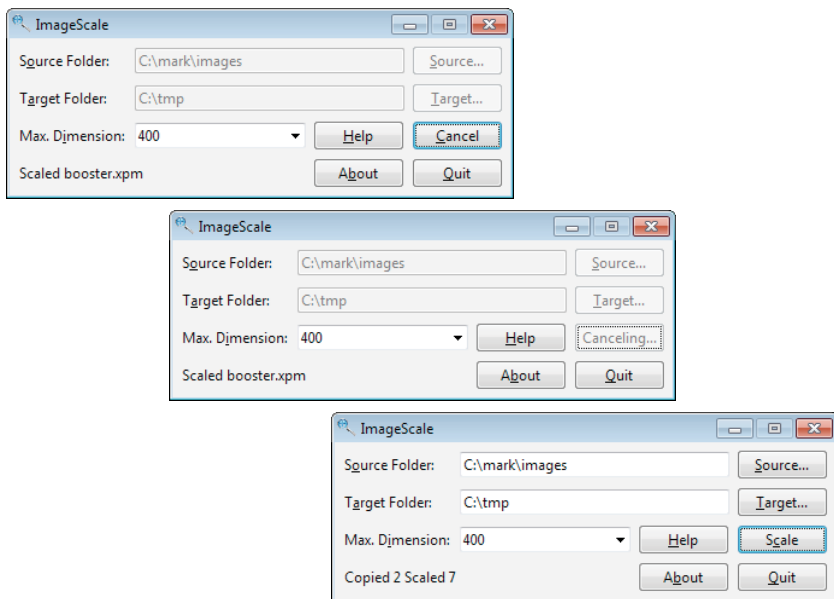 ImageScale
Source Folder: C:\mark\images Source...
Target Folder: C:\tmp Target...
Max. Dimension: 400 Help Cancel
Scaled booster.xpm About Quit
ImageScale
Source Folder: C:\mark\images Source...
Target Folder: C:\tmp Target...
Max. Dimension: 400 Help Canceling...
Scaled booster.xpm About Quit
ImageScale
Source Folder: C:\mark\images Source...
Target Folder: C:\tmp Target...
Max. Dimension: 400 Help Scale
Copied 2 Scaled 7 About Quit